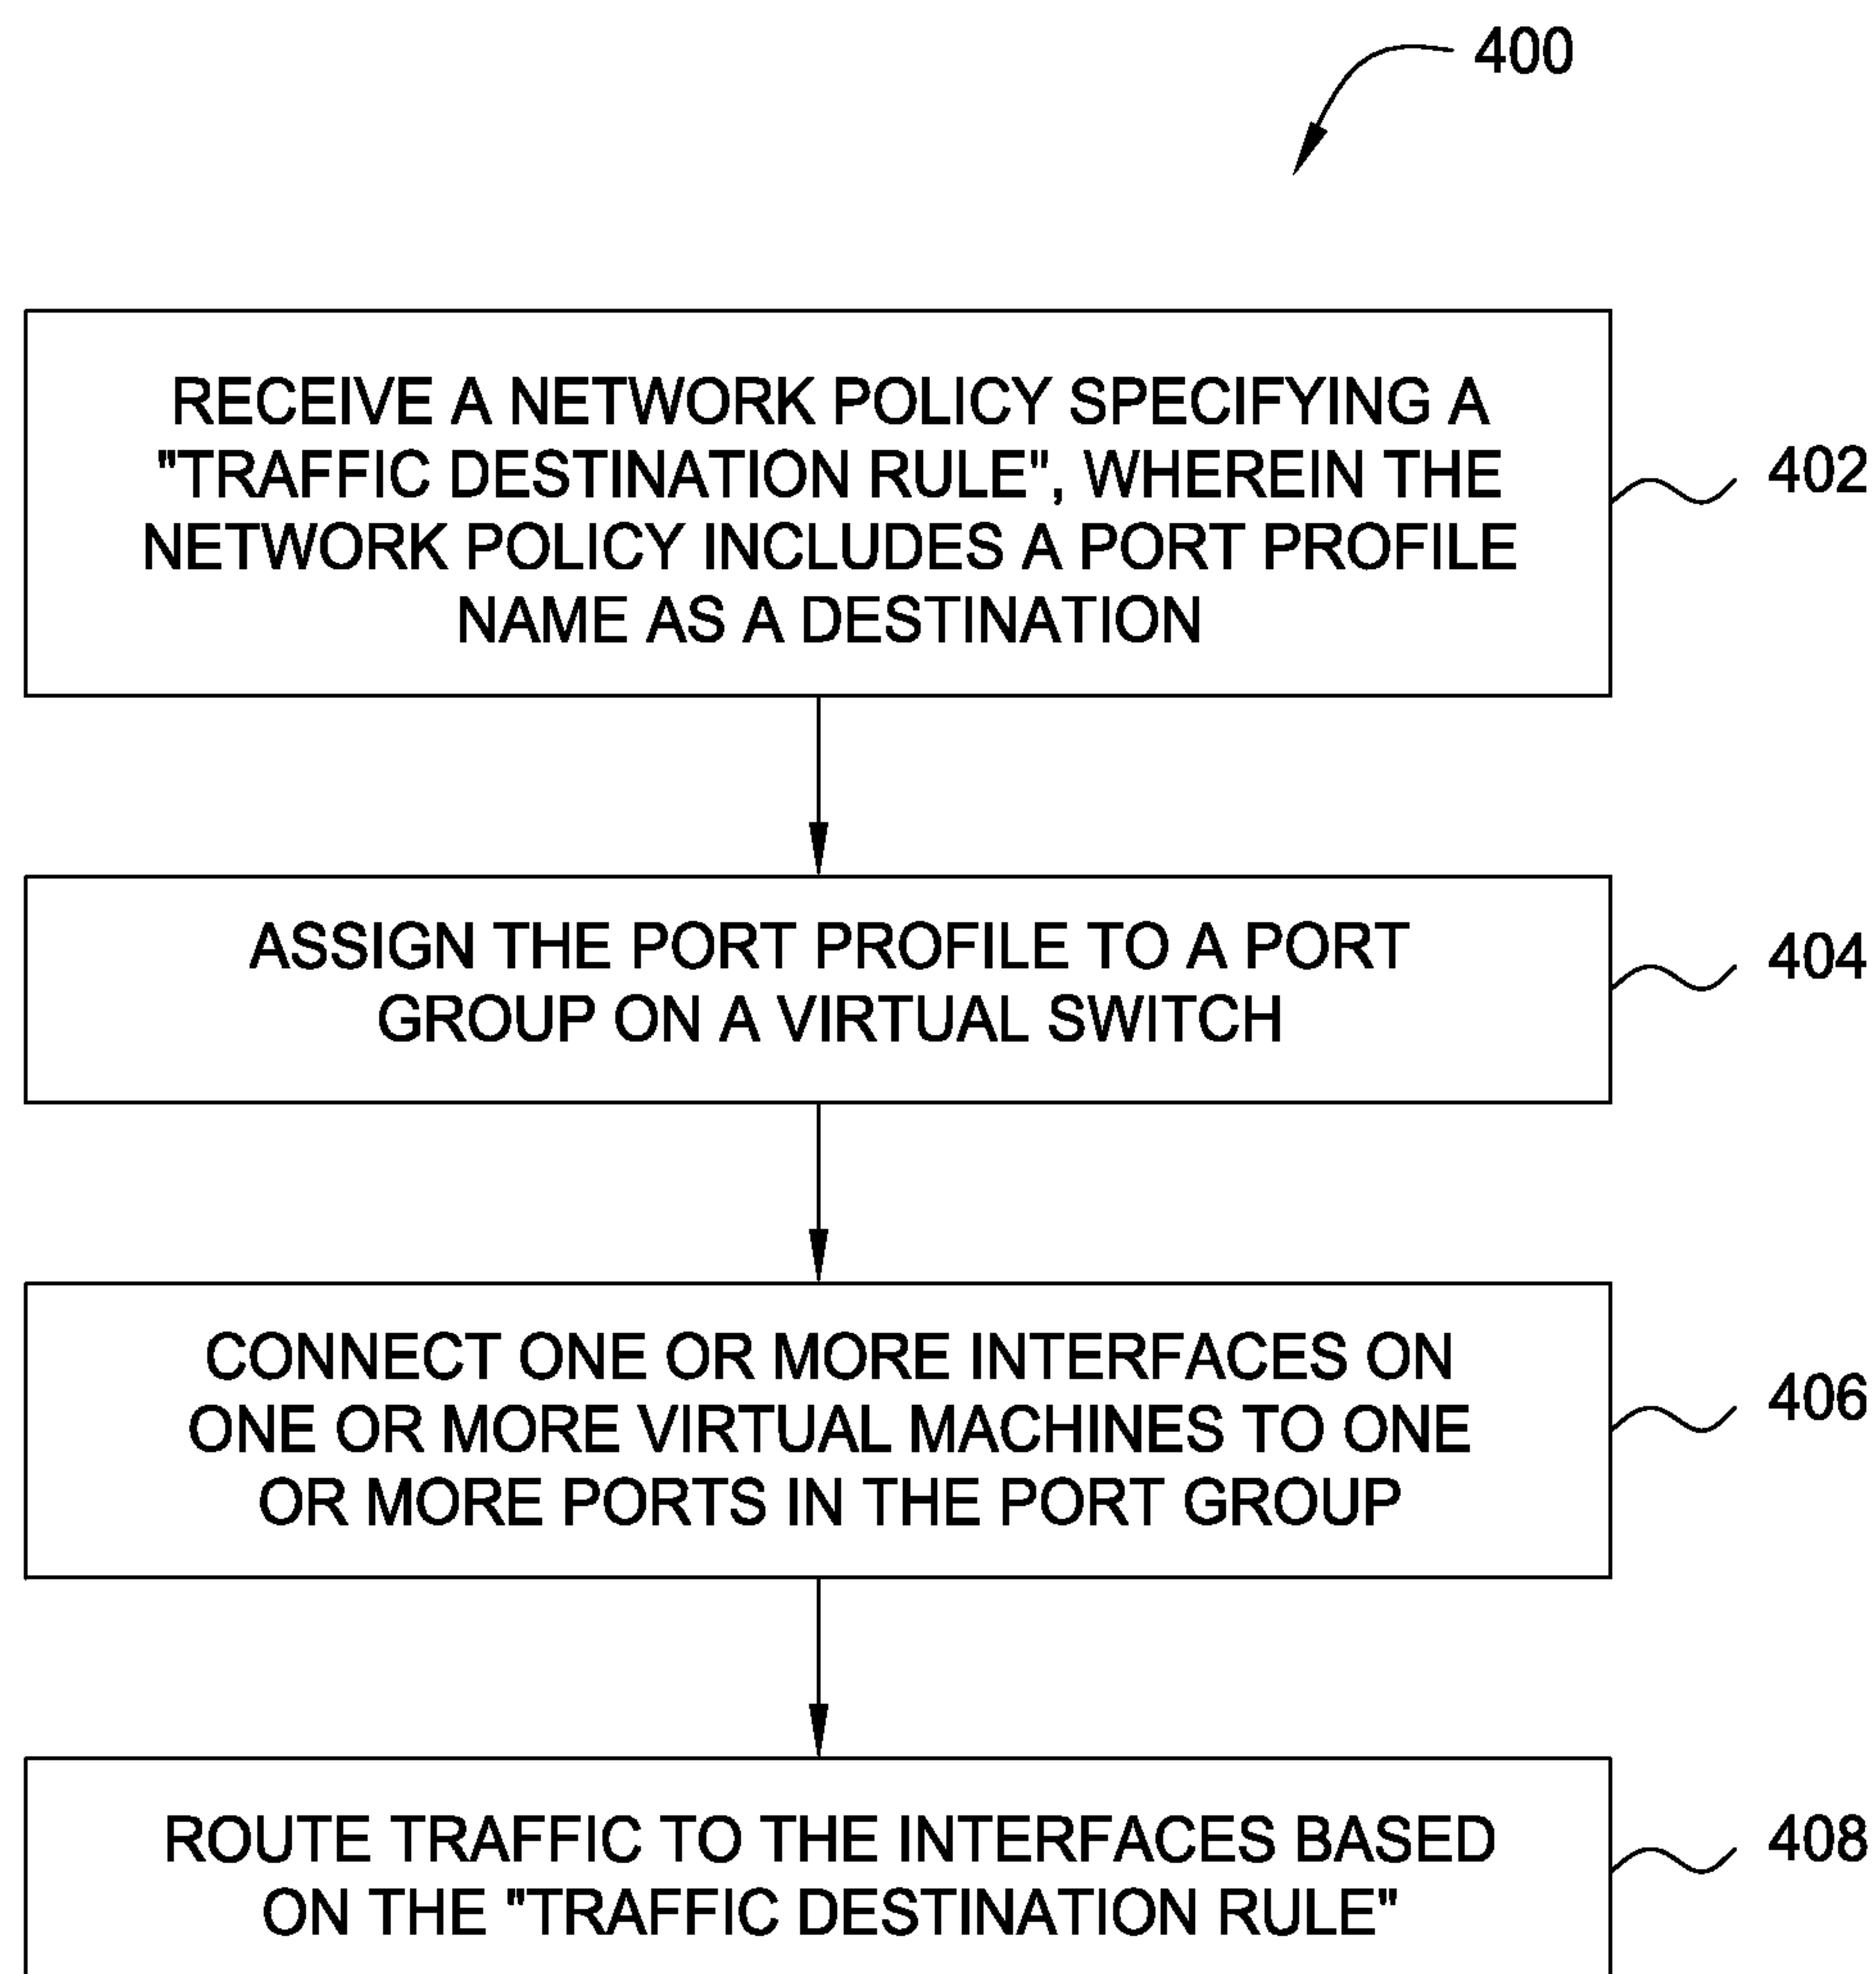 400
RECEIVE A NETWORK POLICY SPECIFYING A
"TRAFFIC DESTINATION RULE", WHEREIN THE
NETWORK POLICY INCLUDES A PORT PROFILE
NAME AS A DESTINATION
402
ASSIGN THE PORT PROFILE TO A PORT
GROUP ON A VIRTUAL SWITCH
404
CONNECT ONE OR MORE INTERFACES ON
ONE OR MORE VIRTUAL MACHINES TO ONE
OR MORE PORTS IN THE PORT GROUP
406
ROUTE TRAFFIC TO THE INTERFACES BASED
ON THE "TRAFFIC DESTINATION RULE"
408